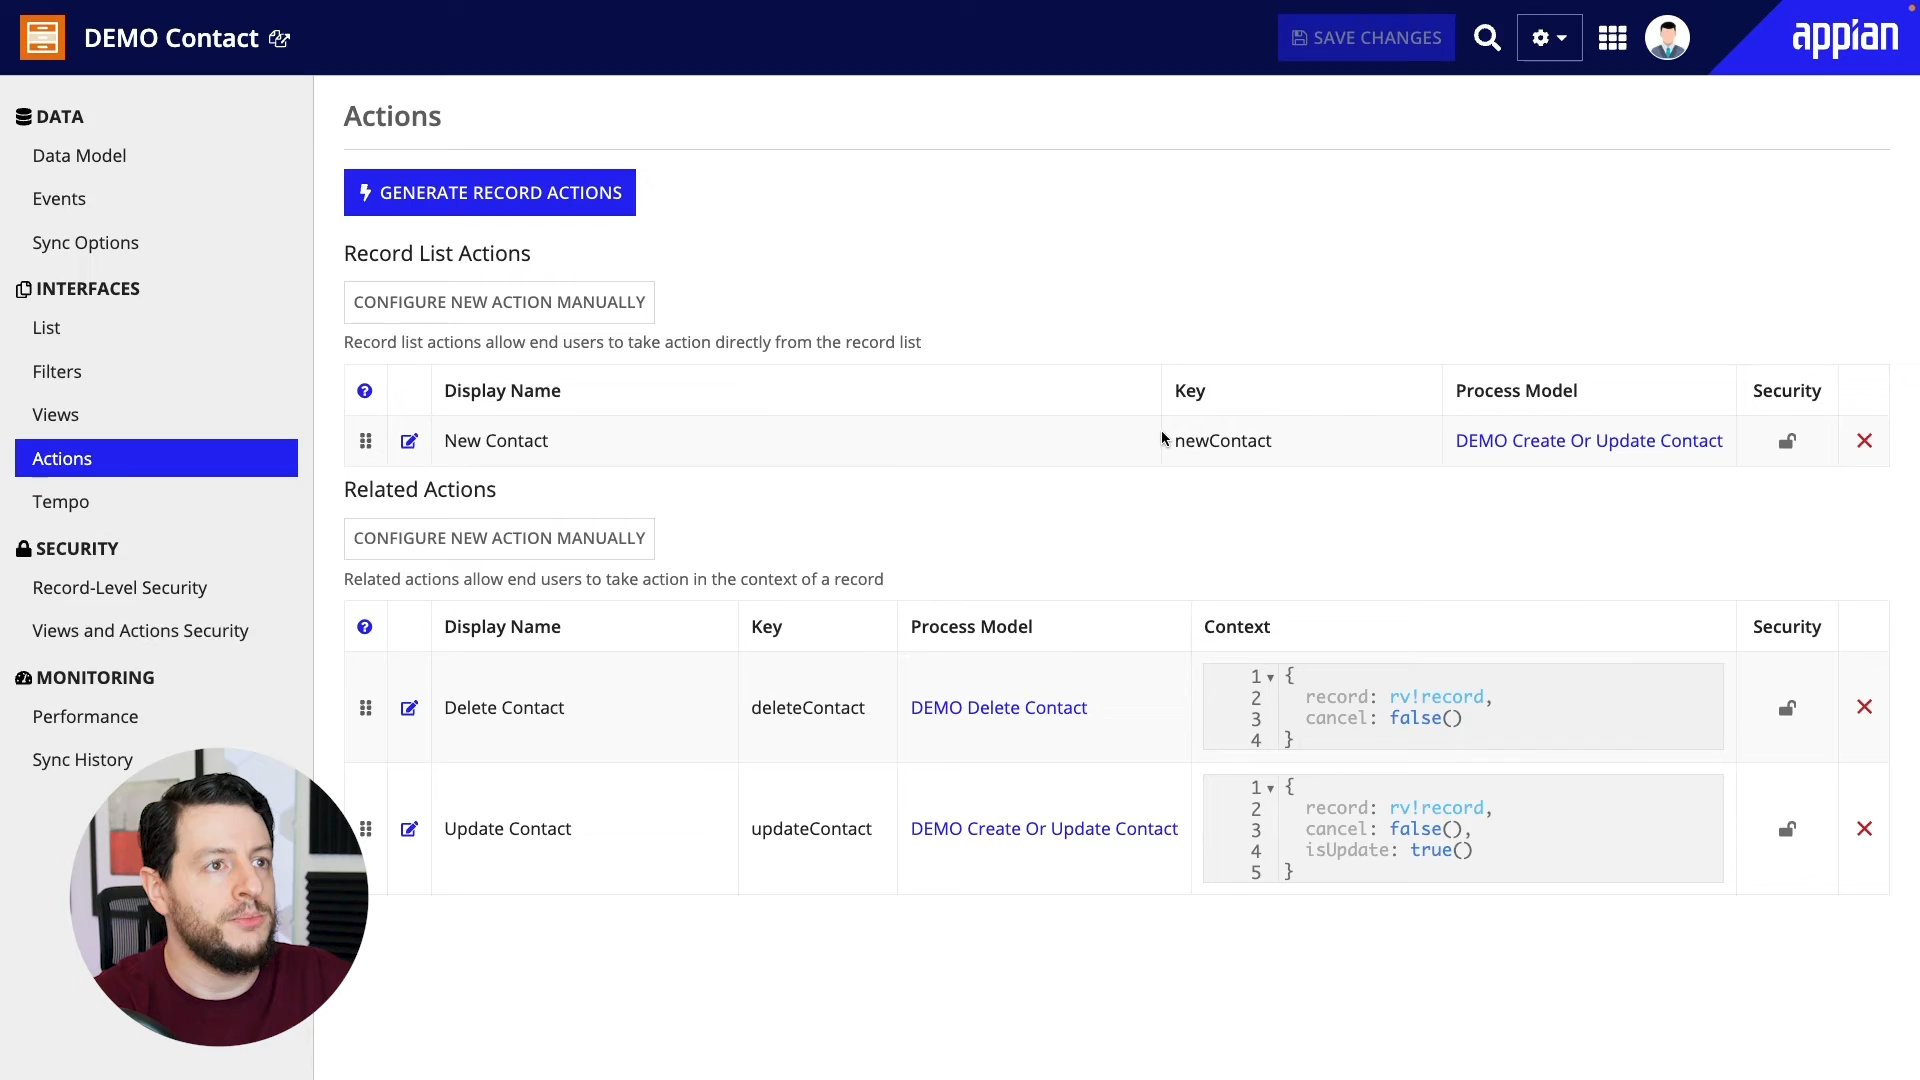 DEMO Contact
SAVE CHANGES
appian
DATA
Data Model
Events
Sync Options
INTERFACES
List
Filters
Views
Actions
Tempo
SECURITY
Record-Level Security
Views and Actions Security
MONITORING
Performance
Sync History
Actions
GENERATE RECORD ACTIONS
Record List Actions
CONFIGURE NEW ACTION MANUALLY
Record list actions allow end users to take action directly from the record list
? Display Name Key Process Model Security
New Contact newContact DEMO Create Or Update Contact
Related Actions
CONFIGURE NEW ACTION MANUALLY
Related actions allow end users to take action in the context of a record
? Display Name Key Process Model Context Security
Delete Contact deleteContact DEMO Delete Contact
1 {
2 record: rv!record,
3 cancel: false()
4 }
Update Contact updateContact DEMO Create Or Update Contact
1 {
2 record: rv!record,
3 cancel: false(),
4 isUpdate: true()
5 }